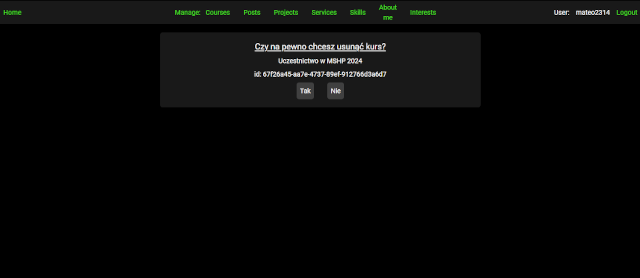 Home Manage: Courses Posts Projects Services Skills About me Interests User: mateo2314 Logout
Czy na pewno chcesz usunąć kurs?
Uczestnictwo w MSHP 2024
id: 67f26a45-aa7e-4737-89ef-912766d3a6d7
Tak Nie